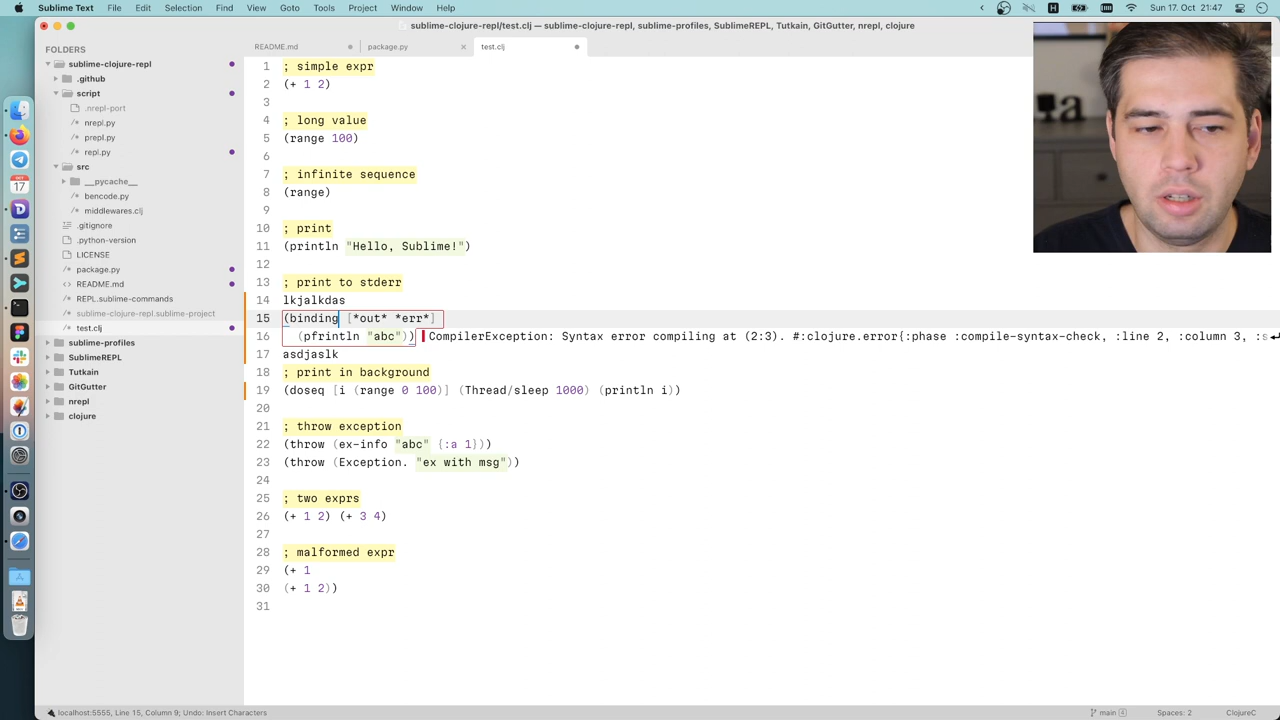 Sublime Text
File
Edit
Selection
Find
View
Goto
Tools
Project
Window
Help
Sun 17. Oct 21:47
sublime-clojure-repl/test.clj — sublime-clojure-repl, sublime-profiles, SublimeREPL, Tutkain, GitGutter, nrepl, clojure
FOLDERS
sublime-clojure-repl
.github
script
.nrepl-port
nrepl.py
prepl.py
repl.py
src
__pycache__
bencode.py
middlewares.clj
.gitignore
.python-version
LICENSE
package.py
README.md
REPL.sublime-commands
sublime-clojure-repl.sublime-project
test.clj
sublime-profiles
SublimeREPL
Tutkain
GitGutter
nrepl
clojure
README.md
package.py
test.clj
1 ; simple expr
2 (+ 1 2)
3
4 ; long value
5 (range 100)
6
7 ; infinite sequence
8 (range)
9
10 ; print
11 (println "Hello, Sublime!")
12
13 ; print to stderr
14 lkjalkdas
15 (binding [*out* *err*]
16 (pfrintln "abc")) CompilerException: Syntax error compiling at (2:3). #:clojure.error{:phase :compile-syntax-check, :line 2, :column 3, :s
17 asdjaslk
18 ; print in background
19 (doseq [i (range 0 100)] (Thread/sleep 1000) (println i))
20
21 ; throw exception
22 (throw (ex-info "abc" {:a 1}))
23 (throw (Exception. "ex with msg"))
24
25 ; two exprs
26 (+ 1 2) (+ 3 4)
27
28 ; malformed expr
29 (+ 1
30 (+ 1 2))
31
localhost:5555, Line 15, Column 9; Undo: Insert Characters
main 4
Spaces: 2
ClojureC